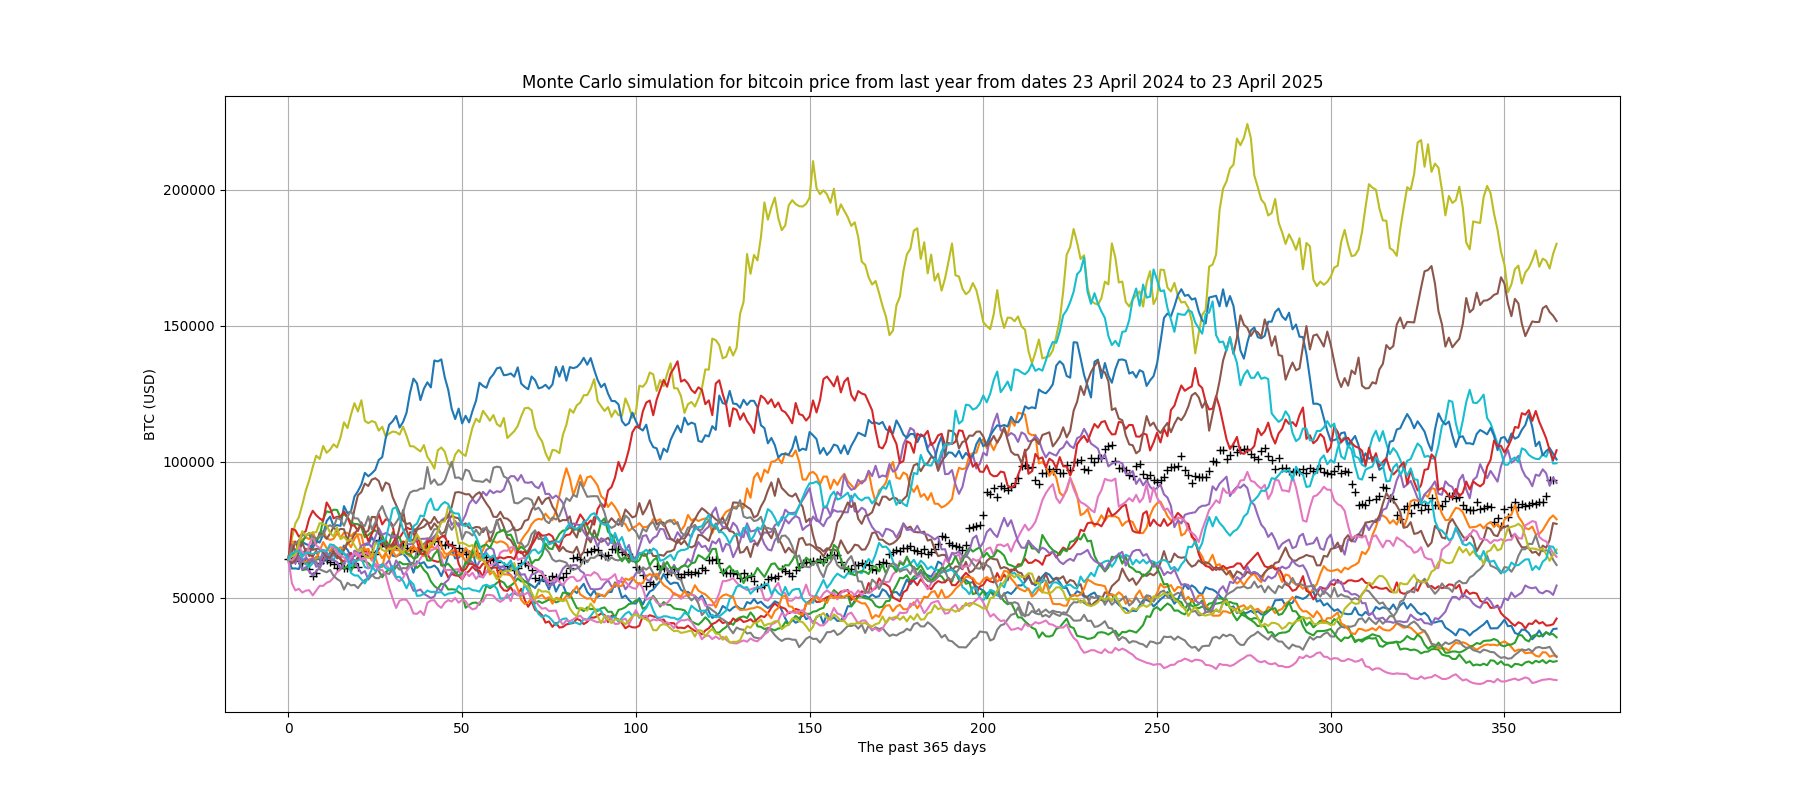 Monte Carlo simulation for bitcoin price from last year from dates 23 April 2024 to 23 April 2025
BTC (USD)
200000
150000
100000
50000
0 50 100 150 200 250 300 350
The past 365 days